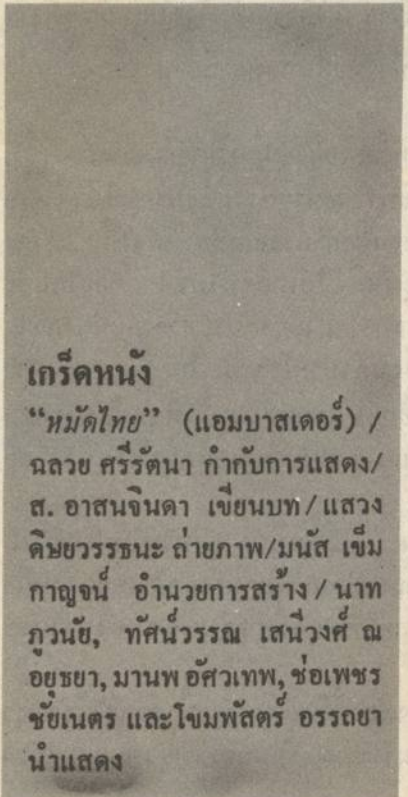 เกร็ดหนัง
“หมัดไทย” (แอมบาสเดอร์) /
ฉลวย ศรีรัตนา กำกับการแสดง/
ส. อาสนจินดา เขียนบท/แสวง
ดิษยวรรธนะ ถ่ายภาพ/มนัส เข็ม
กาญจน์ อำนวยการสร้าง / นาท
ภูวนัย, ทัศน์วรรณ เสนีวงศ์ ณ
อยุธยา, มานพ อัศวเทพ, ช่อเพชร
ชัยเนตร และโขมพัสตร์ อรรถยา
นำแสดง